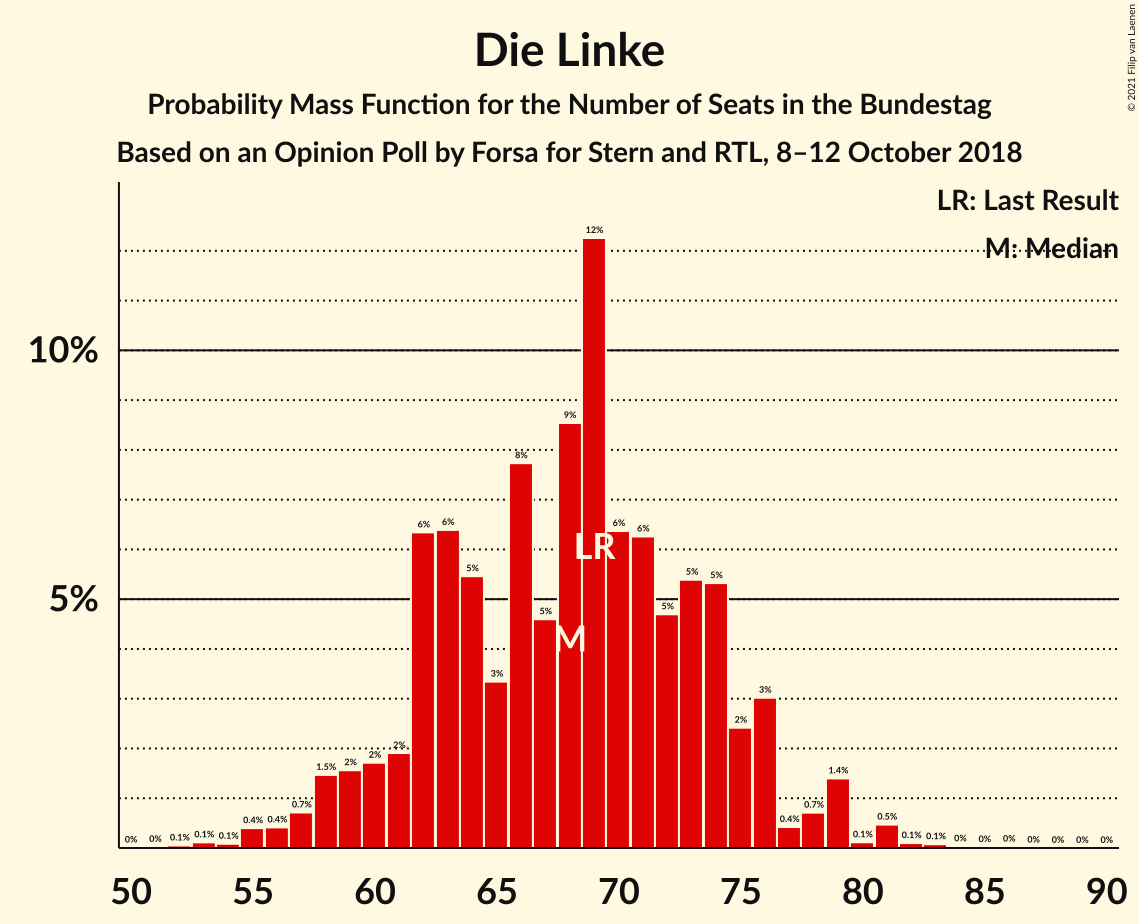 Die Linke
Probability Mass Function for the Number of Seats in the Bundestag
Based on an Opinion Poll by Forsa for Stern and RTL, 8–12 October 2018
© 2021 Filip van Laenen
LR: Last Result
M: Median
10%
5%
0% 0% 0.1% 0.1% 0.1% 0.4% 0.4% 0.7% 1.5% 2% 2% 2% 6% 6% 5% 3% 8% 5% 9% 12% 6% 6% 5% 5% 5% 2% 3% 0.4% 0.7% 1.4% 0.1% 0.5% 0.1% 0.1% 0% 0% 0% 0% 0% 0% 0%
LR
M
50 55 60 65 70 75 80 85 90